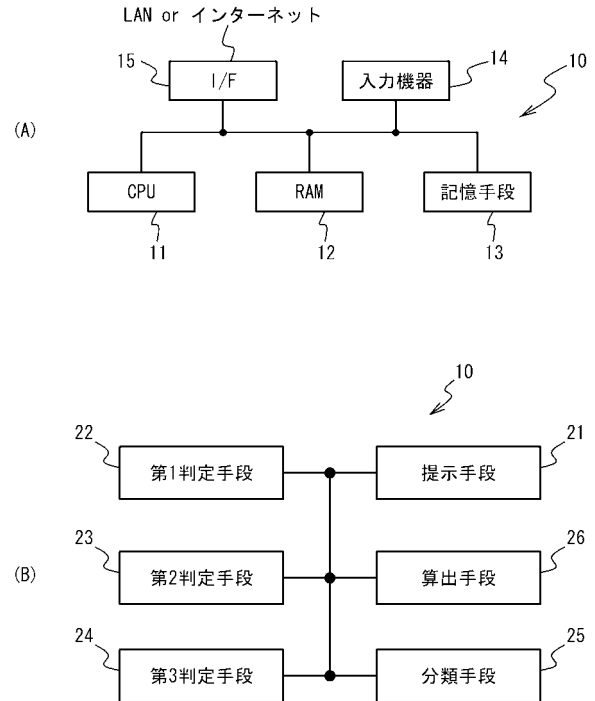 LAN or インターネット
15
I/F
入力機器
14
10
(A)
CPU
RAM
記憶手段
11
12
13
10
22
第1判定手段
提示手段
21
23
第2判定手段
算出手段
26
(B)
24
第3判定手段
分類手段
25